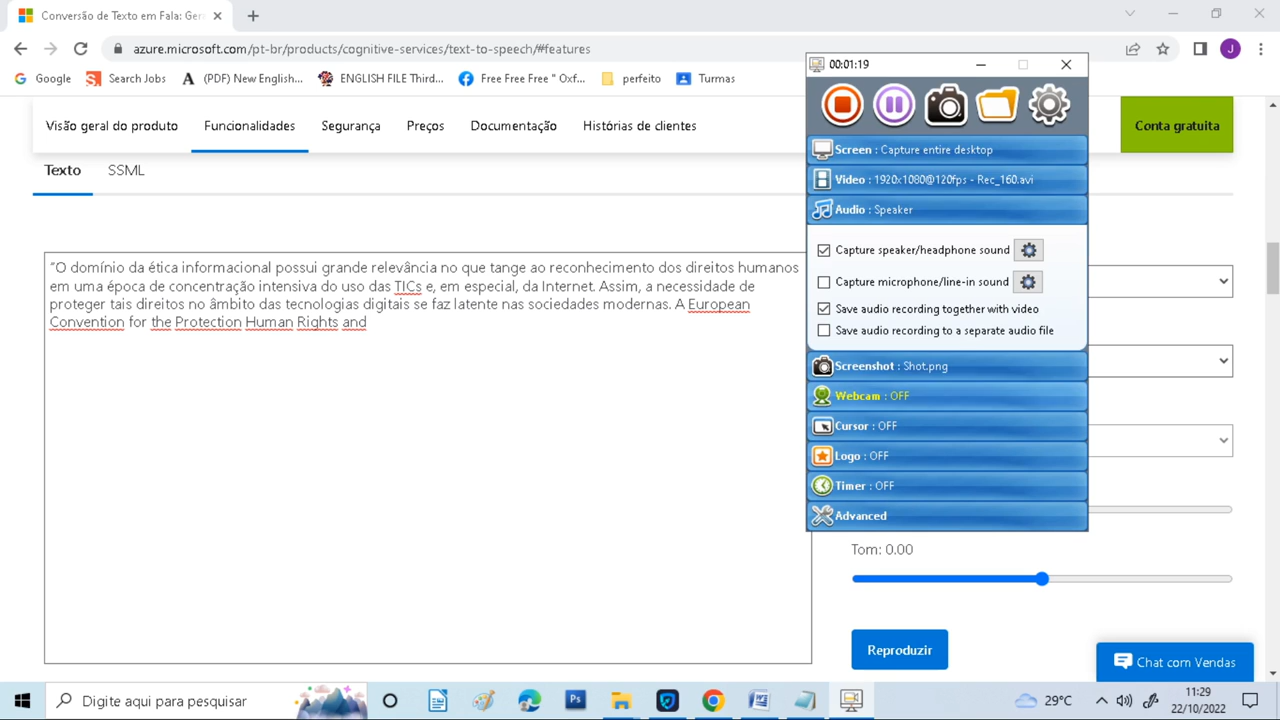 Conversão de Texto em Fala: Ger
azure.microsoft.com/pt-br/products/cognitive-services/text-to-speech/#features
J
Google
Search Jobs
(PDF) New English...
ENGLISH FILE Third...
Free Free Free " Oxf...
perfeito
Turmas
00:01:19
Visão geral do produto
Funcionalidades
Segurança
Preços
Documentação
Histórias de clientes
Conta gratuita
Texto
SSML
Screen : Capture entire desktop
Video : 1920x1080@120fps - Rec_160.avi
Audio : Speaker
Capture speaker/headphone sound
Capture microphone/line-in sound
Save audio recording together with video
Save audio recording to a separate audio file
Screenshot : Shot.png
Webcam : OFF
Cursor : OFF
Logo : OFF
Timer : OFF
Advanced
“O domínio da ética informacional possui grande relevância no que tange ao reconhecimento dos direitos humanos
em uma época de concentração intensiva do uso das TICs e, em especial, da Internet. Assim, a necessidade de
proteger tais direitos no âmbito das tecnologias digitais se faz latente nas sociedades modernas. A European
Convention for the Protection Human Rights and
Tom: 0.00
Reproduzir
Chat com Vendas
Digite aqui para pesquisar
29°C
11:29
22/10/2022